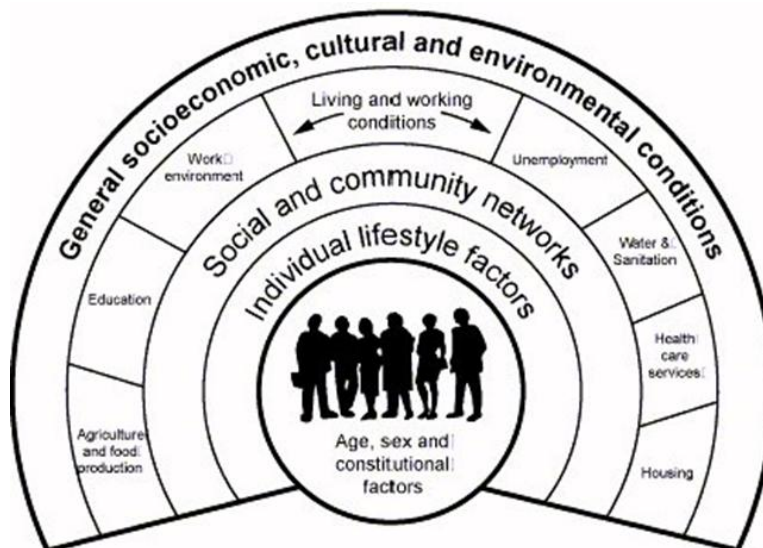 General socioeconomic, cultural and environmental conditions
Living and working
conditions
Work
environment
Unemployment
Education
Water &
Sanitation
Agriculture
and food
production
Health
care
services
Housing
Social and community networks
Individual lifestyle factors
Age, sex and
constitutional
factors